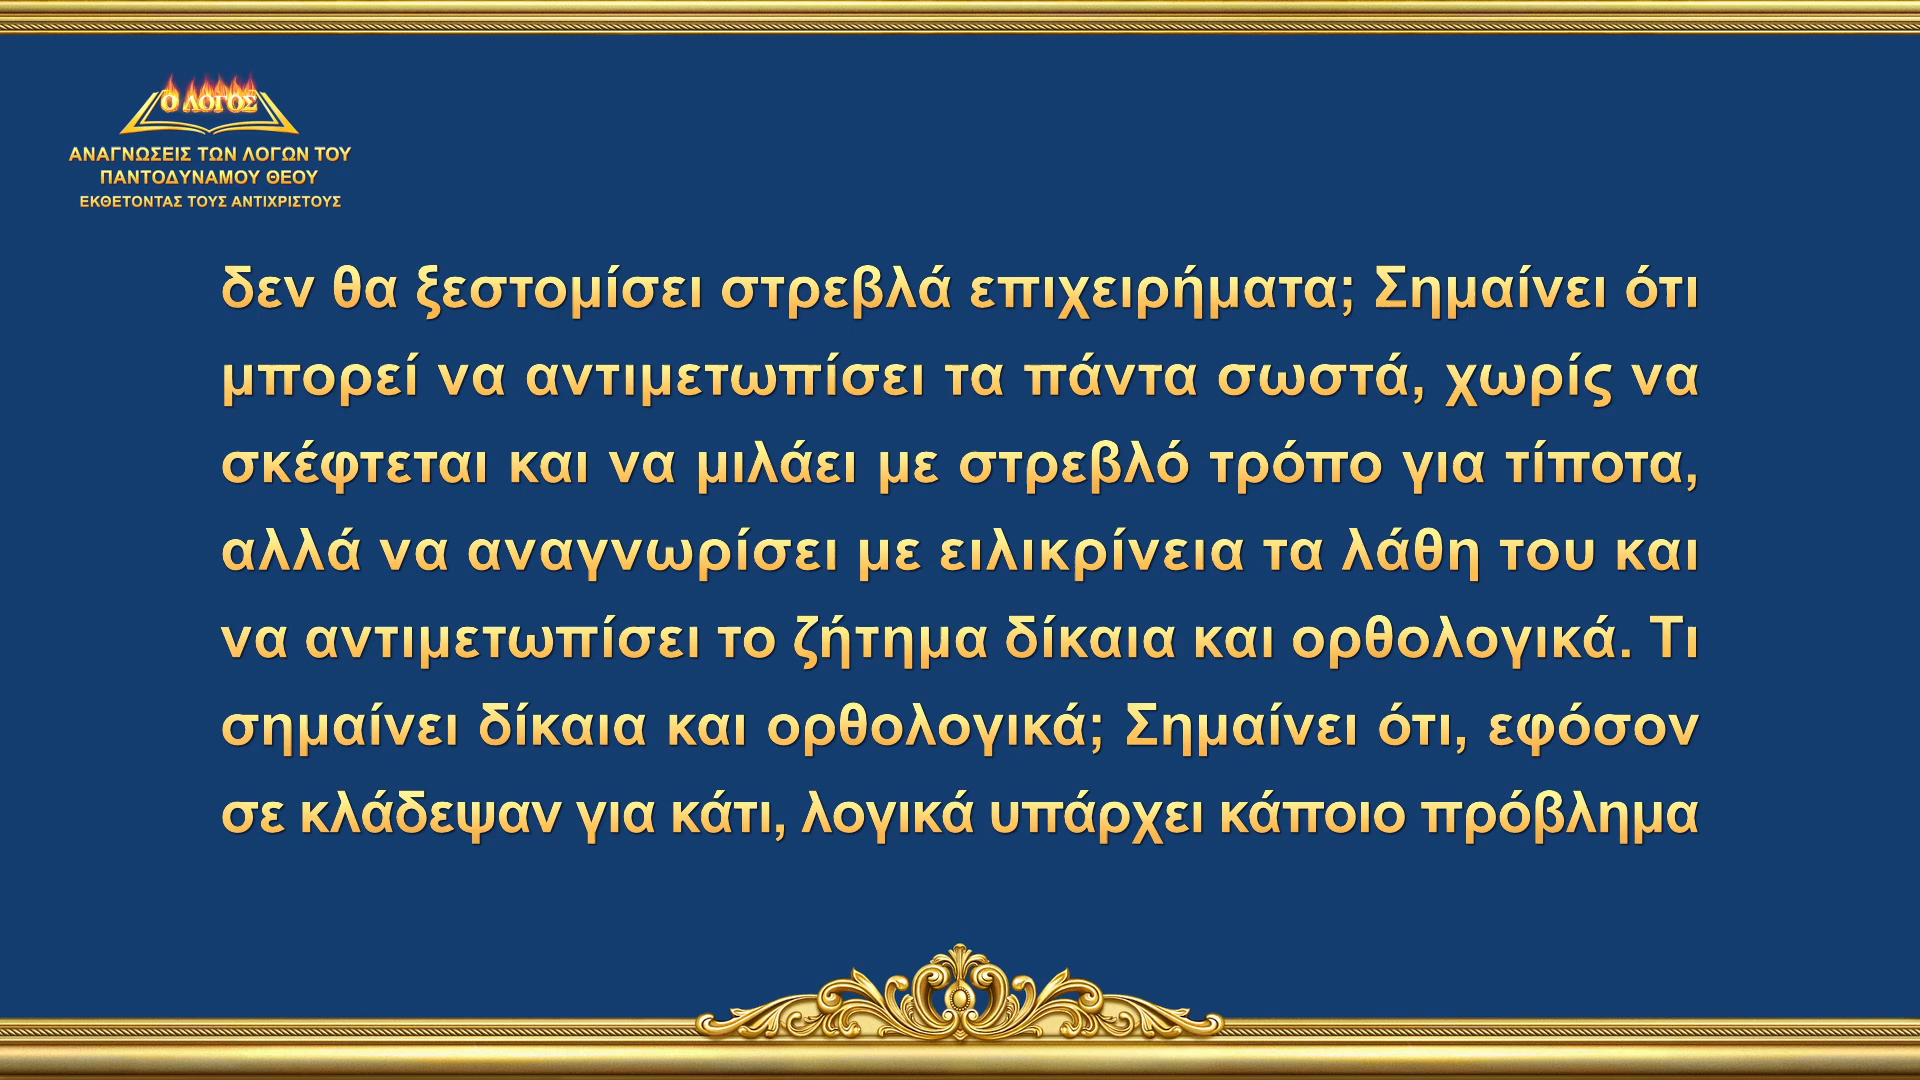 Ο ΛΟΓΟΣ
ΑΝΑΓΝΩΣΕΙΣ ΤΩΝ ΛΟΓΩΝ ΤΟΥ
ΠΑΝΤΟΔΥΝΑΜΟΥ ΘΕΟΥ
ΕΚΘΕΤΟΝΤΑΣ ΤΟΥΣ ΑΝΤΙΧΡΙΣΤΟΥΣ
δεν θα ξεστομίσει στρεβλά επιχειρήματα; Σημαίνει ότι
μπορεί να αντιμετωπίσει τα πάντα σωστά, χωρίς να
σκέφτεται και να μιλάει με στρεβλό τρόπο για τίποτα,
αλλά να αναγνωρίσει με ειλικρίνεια τα λάθη του και
να αντιμετωπίσει το ζήτημα δίκαια και ορθολογικά. Τι
σημαίνει δίκαια και ορθολογικά; Σημαίνει ότι, εφόσον
σε κλάδεψαν για κάτι, λογικά υπάρχει κάποιο πρόβλημα